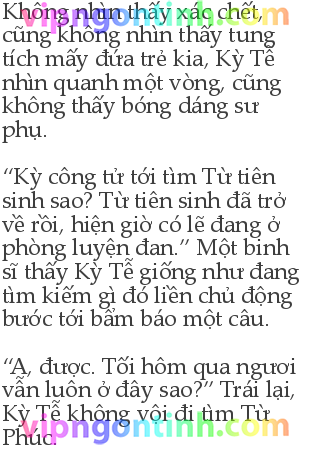 Không nhìn thấy xác chết,
vipngontinh.com
cũng không nhìn thấy tung
tích mấy đứa trẻ kia, Kỳ Tễ
nhìn quanh một vòng, cũng
không thấy bóng dáng sư
phụ.
“Kỳ công tử tới tìm Từ tiên
sinh sao? Từ tiên sinh đã trở
về rồi, hiện giờ có lẽ đang ở
phòng luyện đan.” Một binh
sĩ thấy Kỳ Tễ giống như đang
tìm kiếm gì đó liền chủ động
bước tới bẩm báo một câu.
“A, được. Tối hôm qua ngươi
vẫn luôn ở đây sao?” Trái lại,
Kỳ Tễ không vội đi tìm Từ
vipngontinh.com
Phúc.